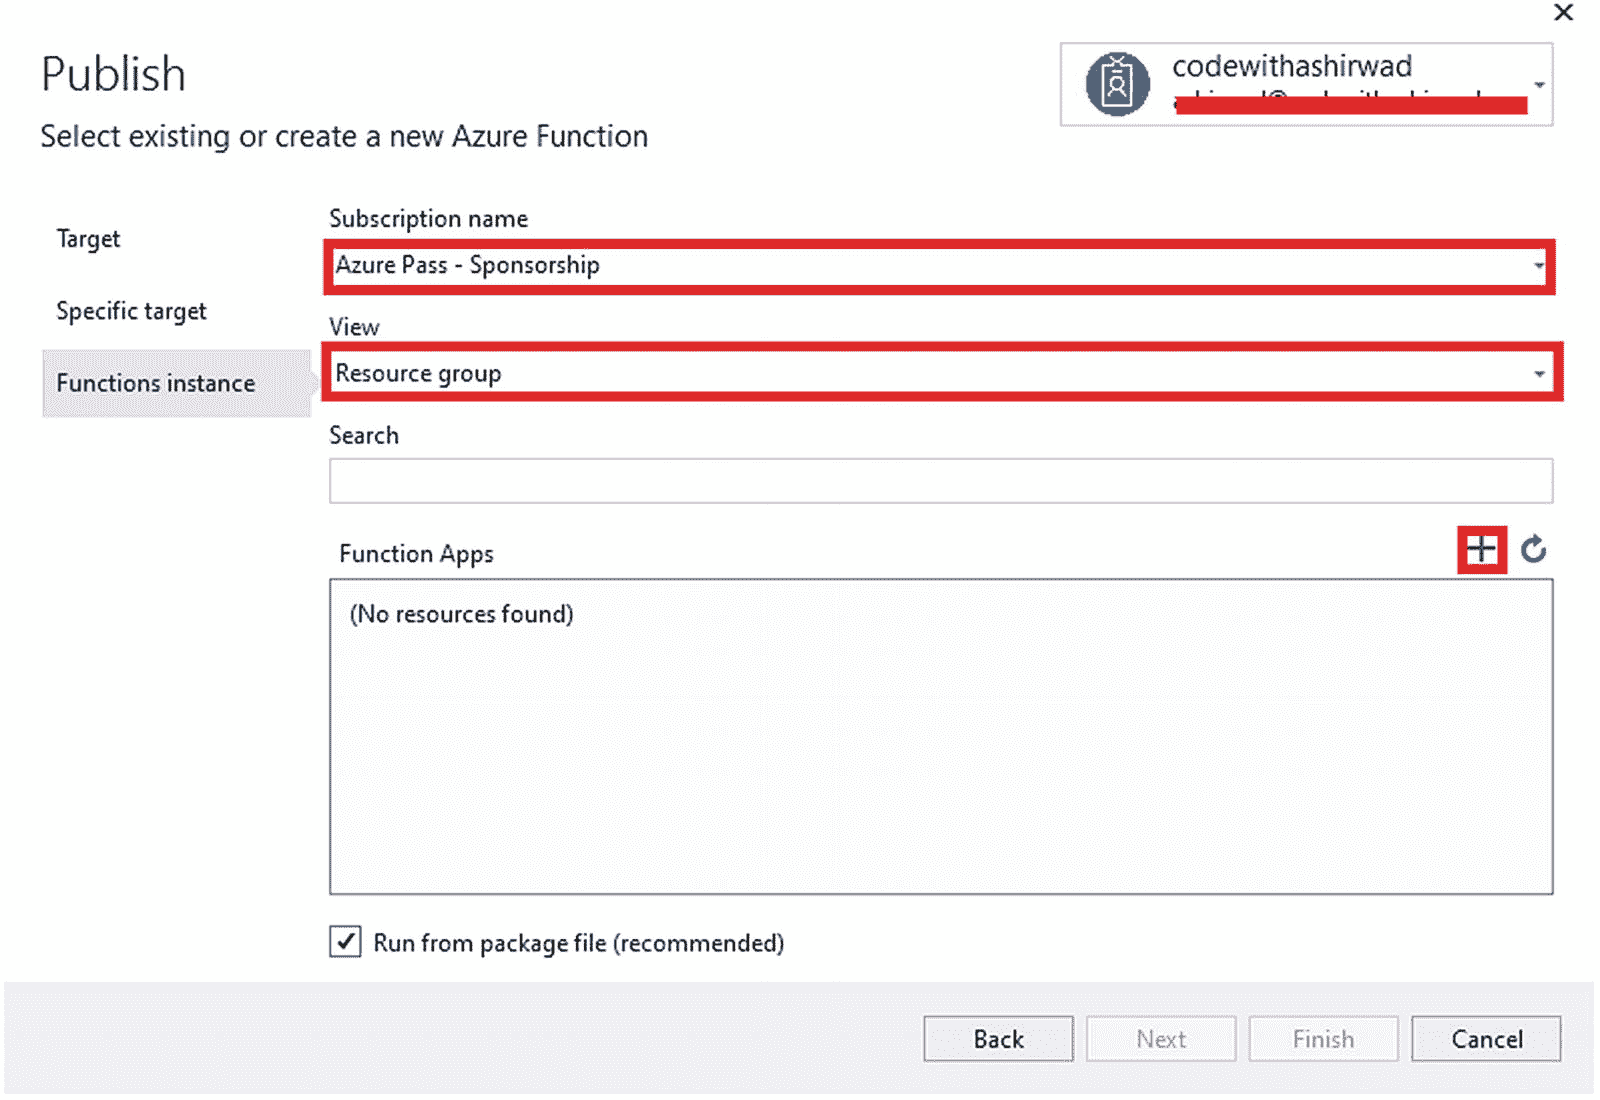 Publish
codewithashirwad
Select existing or create a new Azure Function
Target
Specific target
Functions instance
Subscription name
Azure Pass - Sponsorship
View
Resource group
Search
Function Apps
(No resources found)
Run from package file (recommended)
Back
Next
Finish
Cancel